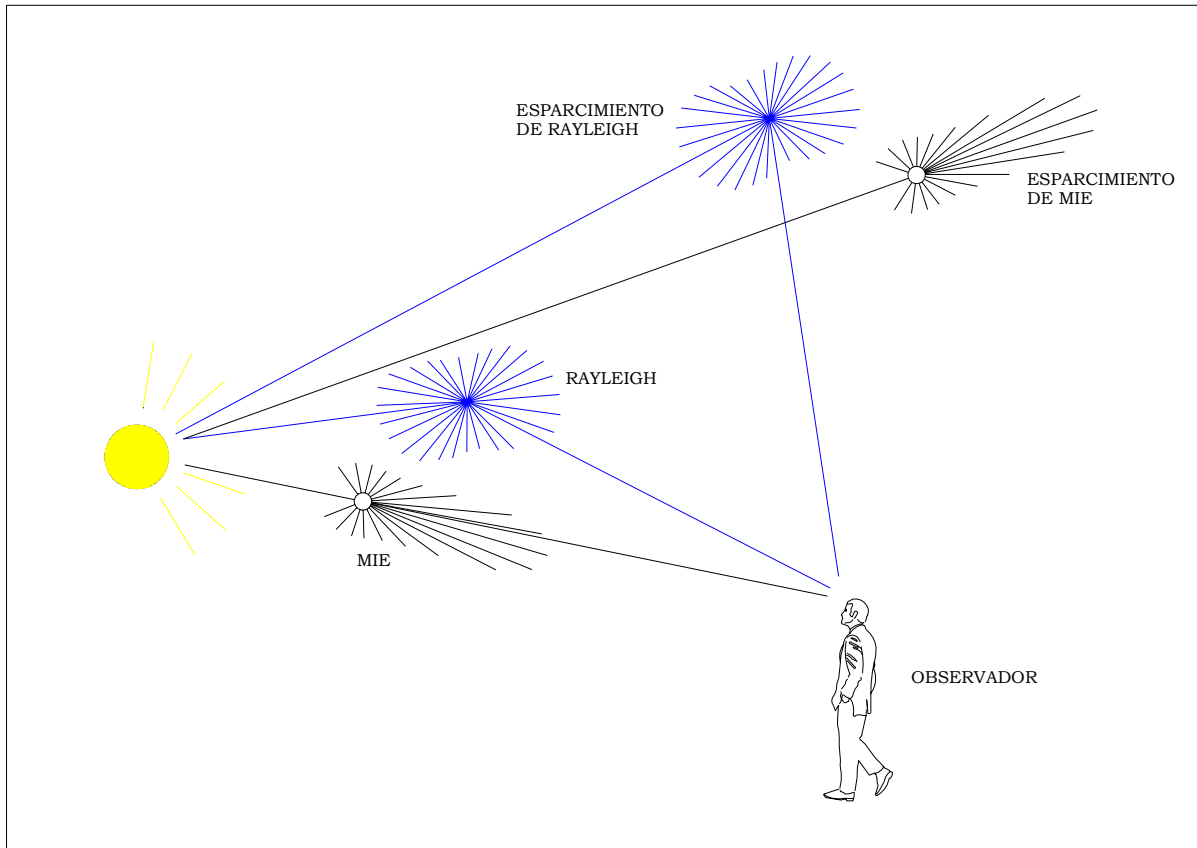 ESPARCIMIENTO
DE RAYLEIGH
ESPARCIMIENTO
DE MIE
RAYLEIGH
MIE
OBSERVADOR